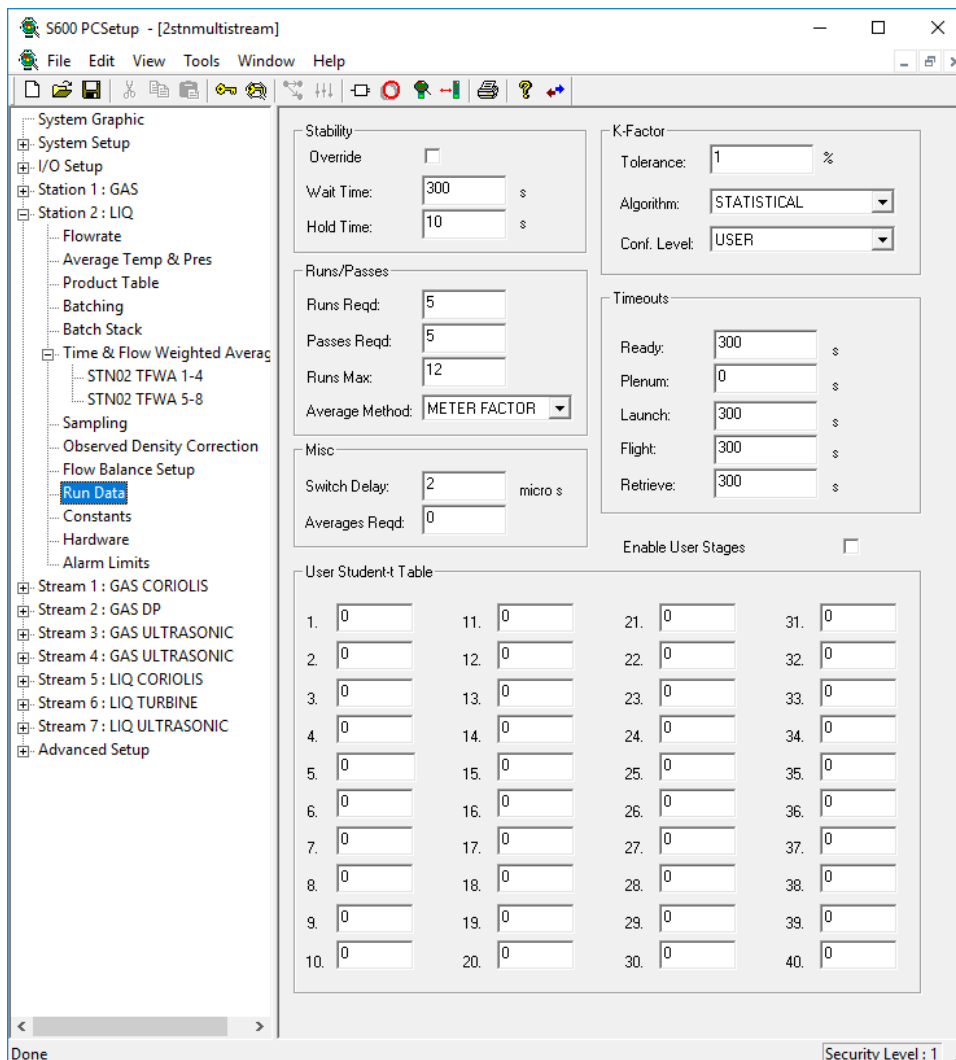 S600 PCSetup - [2stnmultistream]
File Edit View Tools Window Help
System Graphic
System Setup
I/O Setup
Station 1 : GAS
Station 2 : LIQ
Flowrate
Average Temp & Pres
Product Table
Batching
Batch Stack
Time & Flow Weighted Averag
STN02 TFWA 1-4
STN02 TFWA 5-8
Sampling
Observed Density Correction
Flow Balance Setup
Run Data
Constants
Hardware
Alarm Limits
Stream 1 : GAS CORIOLIS
Stream 2 : GAS DP
Stream 3 : GAS ULTRASONIC
Stream 4 : GAS ULTRASONIC
Stream 5 : LIQ CORIOLIS
Stream 6 : LIQ TURBINE
Stream 7 : LIQ ULTRASONIC
Advanced Setup
Stability
Override
Wait Time: 300 s
Hold Time: 10 s
Runs/Passes
Runs Reqd: 5
Passes Reqd: 5
Runs Max: 12
Average Method: METER FACTOR
Misc
Switch Delay: 2 micro s
Averages Reqd: 0
K-Factor
Tolerance: 1 %
Algorithm: STATISTICAL
Conf. Level: USER
Timeouts
Ready: 300 s
Plenum: 0 s
Launch: 300 s
Flight: 300 s
Retrieve: 300 s
Enable User Stages
User Student-t Table
1. 0 11. 0 21. 0 31. 0
2. 0 12. 0 22. 0 32. 0
3. 0 13. 0 23. 0 33. 0
4. 0 14. 0 24. 0 34. 0
5. 0 15. 0 25. 0 35. 0
6. 0 16. 0 26. 0 36. 0
7. 0 17. 0 27. 0 37. 0
8. 0 18. 0 28. 0 38. 0
9. 0 19. 0 29. 0 39. 0
10. 0 20. 0 30. 0 40. 0
Done Security Level : 1